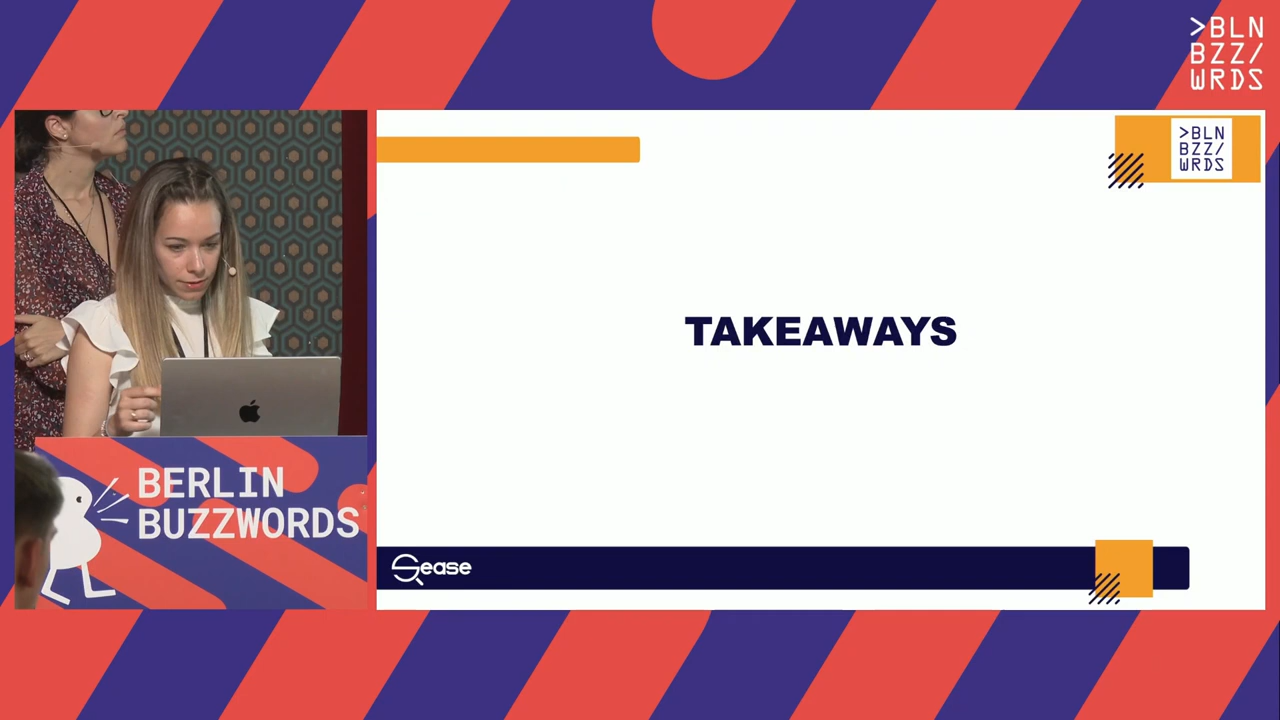 >BLN
BZZ/
WRDS
>BLN
BZZ/
WRDS
TAKEAWAYS
BERLIN
BUZZWORDS
Sease